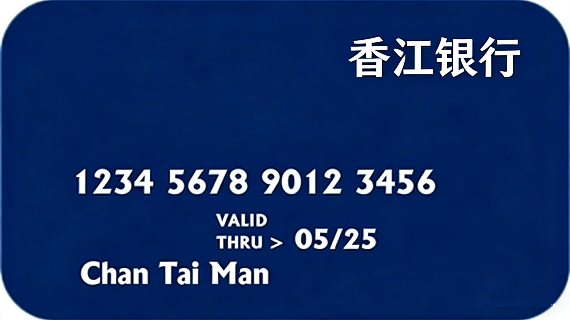 香江银行
1234 5678 9012 3456
VALID
THRU > 05/25
Chan Tai Man